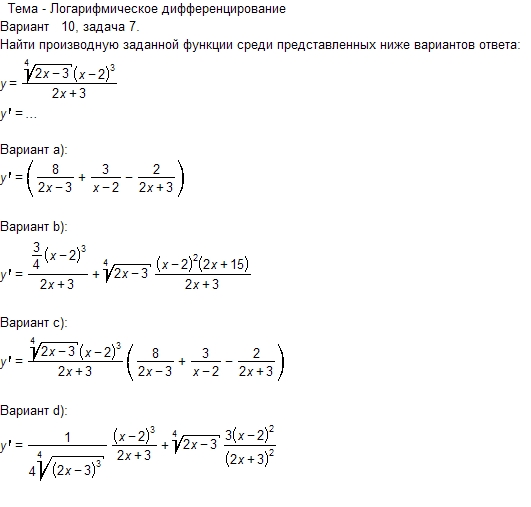 Тема - Логарифмическое дифференцирование
Вариант 10, задача 7.
Найти производную заданной функции среди представленных ниже вариантов ответа:
y = \frac{\sqrt[4]{2x-3}(x-2)^3}{2x+3}
y' = ...
Вариант a):
y' = \left(\frac{8}{2x-3} + \frac{3}{x-2} - \frac{2}{2x+3}\right)
Вариант b):
y' = \frac{\frac{3}{4}(x-2)^3}{2x+3} + \sqrt[4]{2x-3} \frac{(x-2)^2(2x+15)}{2x+3}
Вариант c):
y' = \frac{\sqrt[4]{2x-3}(x-2)^3}{2x+3} \left(\frac{8}{2x-3} + \frac{3}{x-2} - \frac{2}{2x+3}\right)
Вариант d):
y' = \frac{1}{4\sqrt[4]{(2x-3)^3}} \frac{(x-2)^3}{2x+3} + \sqrt[4]{2x-3} \frac{3(x-2)^2}{(2x+3)^2}